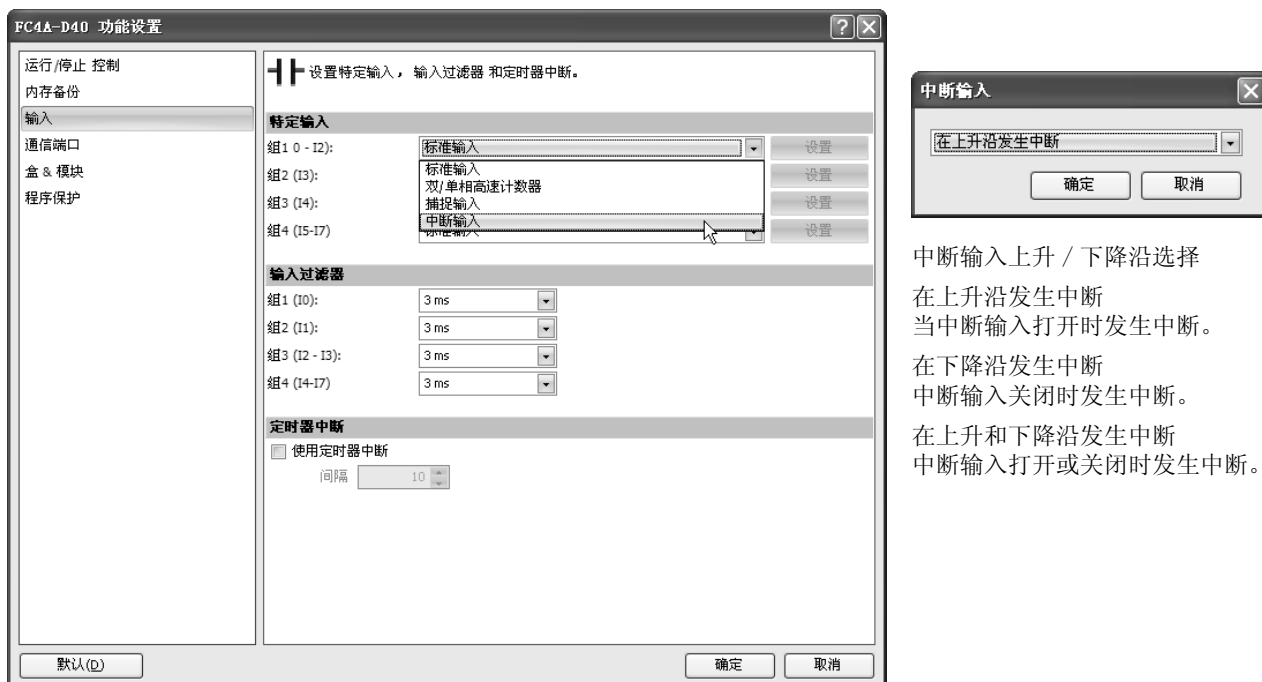 FC4A-D40 功能设置
运行/停止 控制
内存备份
输入
通信端口
盒 & 模块
程序保护
设置特定输入，输入过滤器 和定时器中断。
特定输入
组1 0 - I2):
标准输入
设置
标准输入
双/单相高速计数器
捕捉输入
中断输入
组2 (I3):
设置
组3 (I4):
设置
组4 (I5-I7)
标准输入
设置
输入过滤器
组1 (I0):
3 ms
组2 (I1):
3 ms
组3 (I2 - I3):
3 ms
组4 (I4-I7)
3 ms
定时器中断
使用定时器中断
间隔
10
默认(D)
确定
取消
中断输入
在上升沿发生中断
确定
取消
中断输入上升 / 下降沿选择
在上升沿发生中断
当中断输入打开时发生中断。
在下降沿发生中断
中断输入关闭时发生中断。
在上升和下降沿发生中断
中断输入打开或关闭时发生中断。